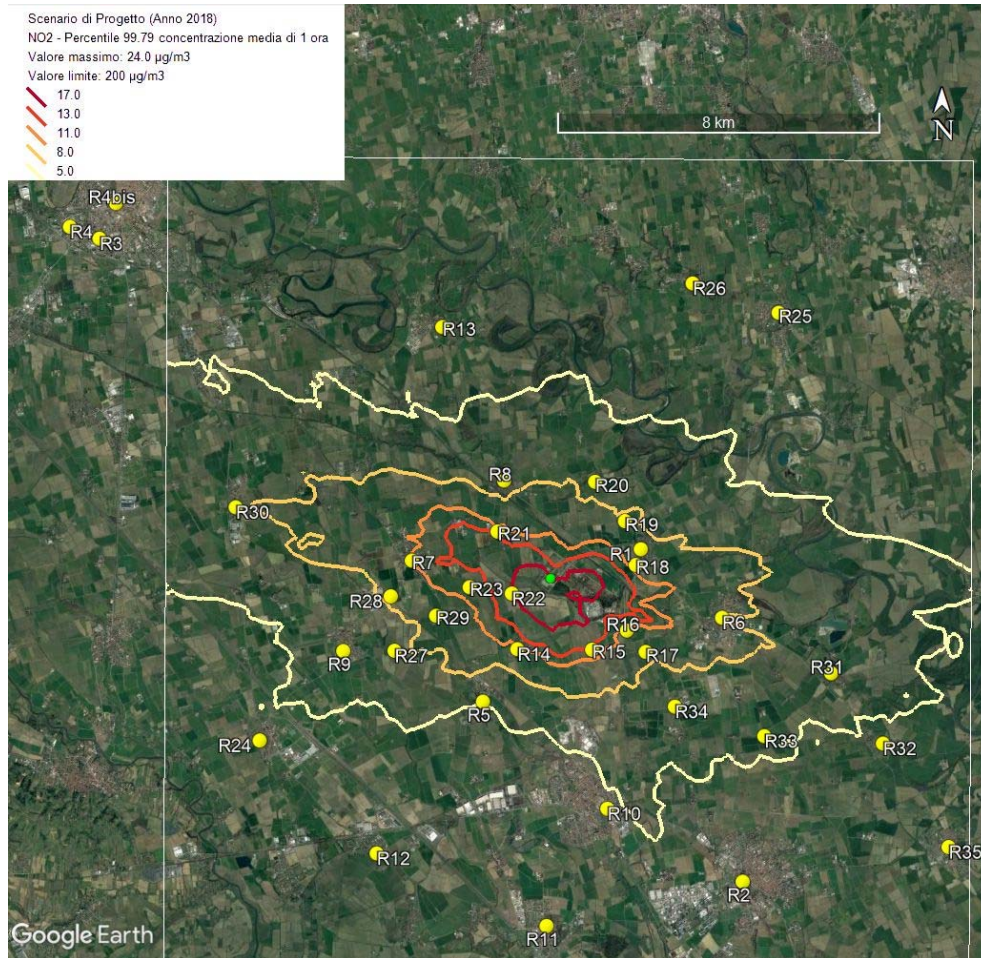 Scenario di Progetto (Anno 2018)
NO2 - Percentile 99.79 concentrazione media di 1 ora
Valore massimo: 24.0 µg/m3
Valore limite: 200 µg/m3
17.0
13.0
11.0
8.0
5.0
8 km
N
R4bis
R4
R3
R26
R25
R13
R8
R20
R30
R19
R21
R1
R7
R18
R23
R22
R28
R29
R6
R16
R9
R27
R14
R15
R17
R31
R5
R34
R24
R33
R32
R10
R12
R35
R2
R11
Google Earth